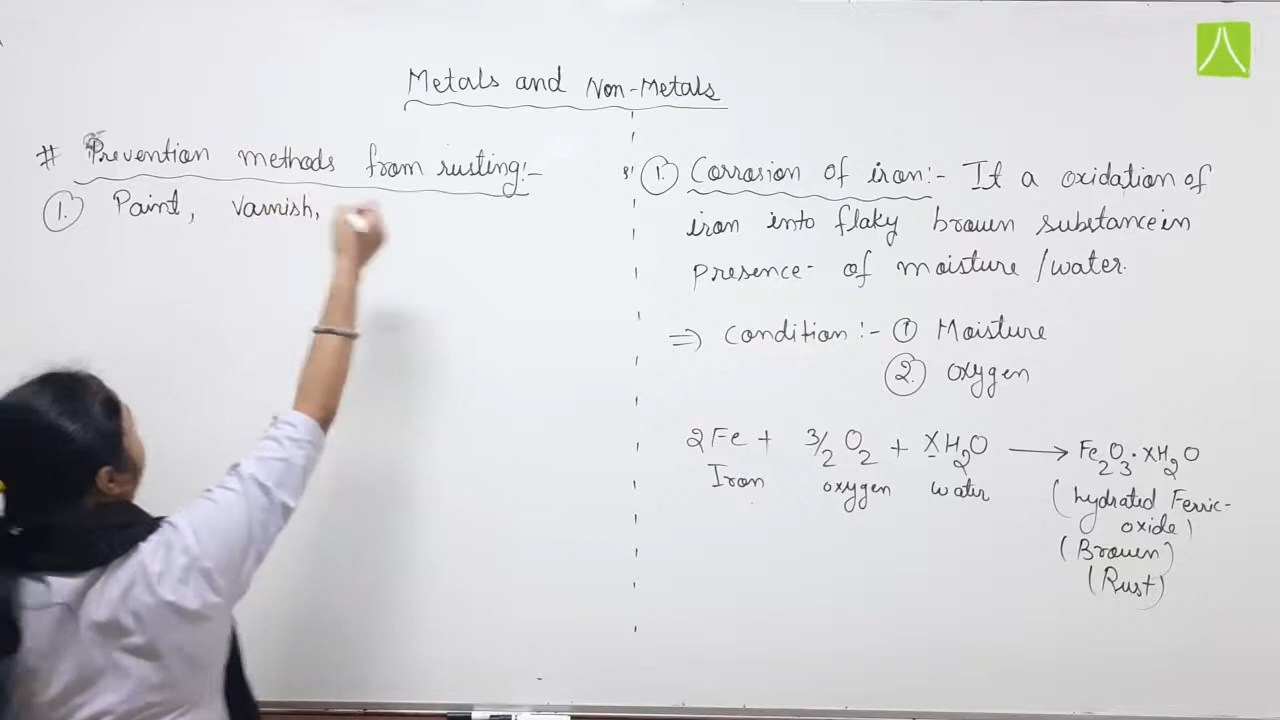 Metals and Non-Metals
# Prevention methods from rusting:-
1. Paint, Varnish,
1. Corrosion of iron:- It a oxidation of
iron into flaky brown substance in
presence- of moisture/water.
⇒ Condition:- ① Moisture
2. oxygen
2Fe + 3/2 O2 + XH2O → Fe2O3·XH2O
Iron oxygen water (hydrated Ferric-
oxide)
(Brown)
(Rust)